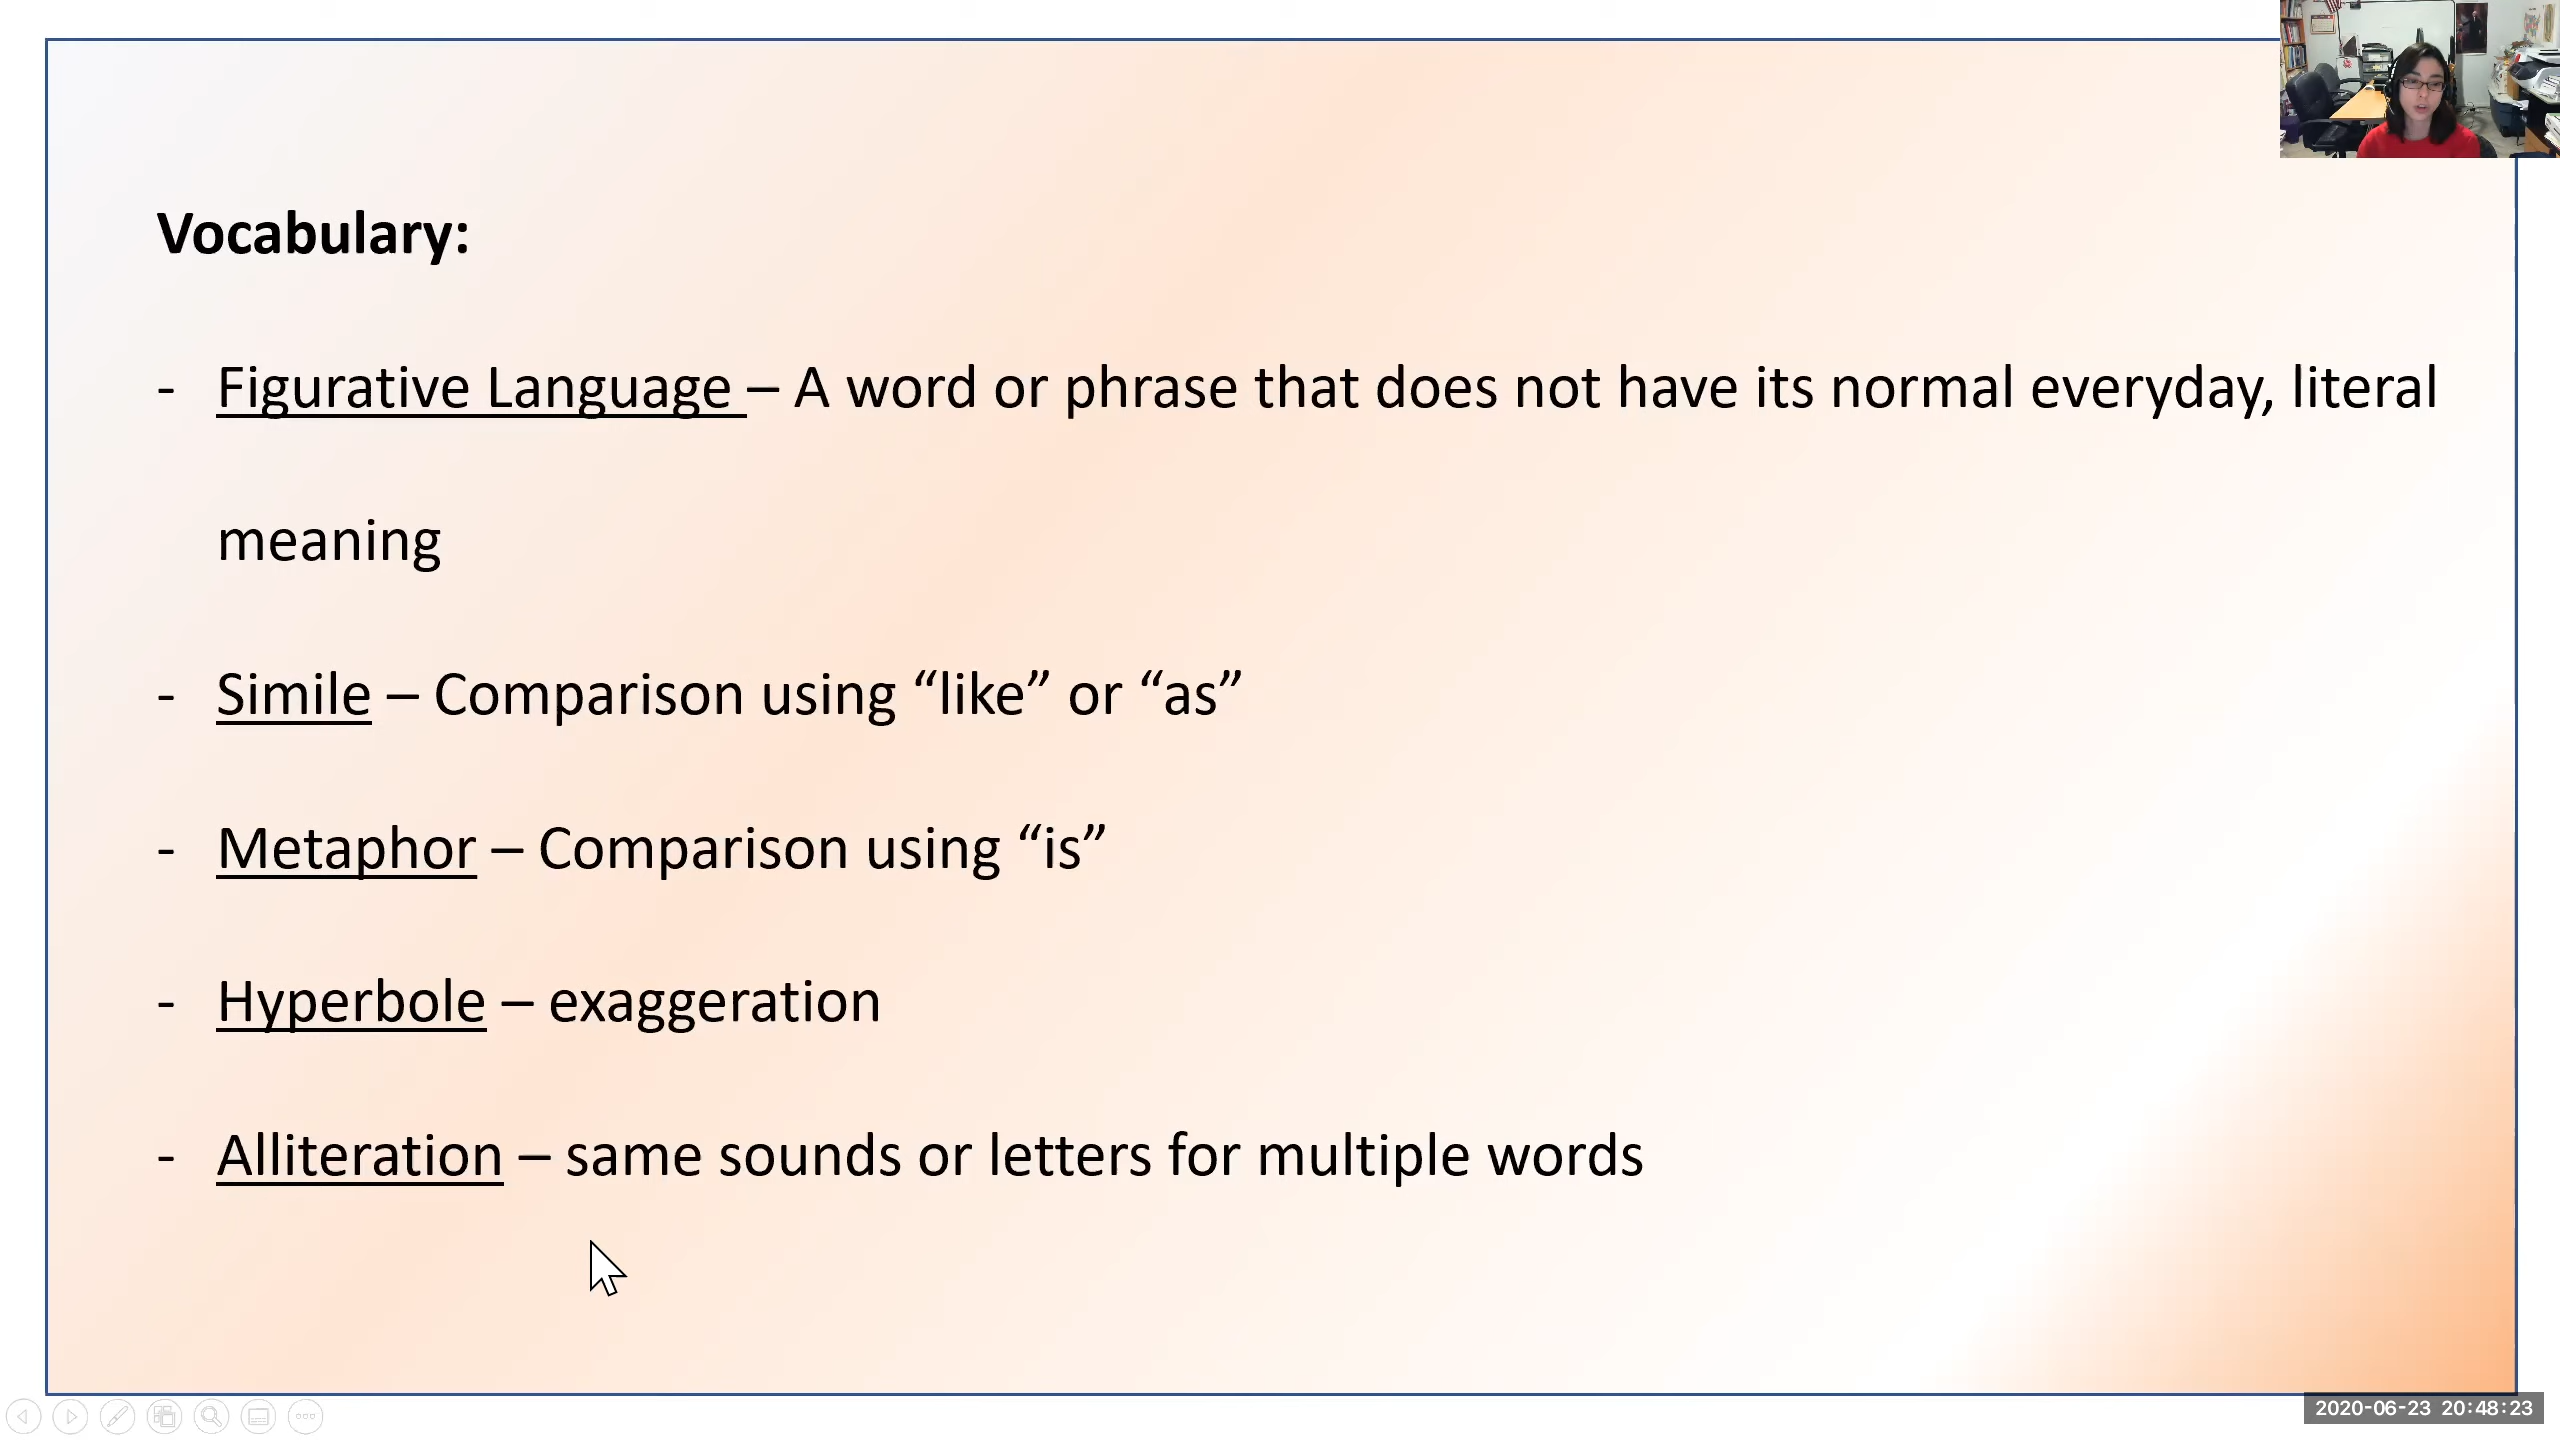 Vocabulary:
- Figurative Language – A word or phrase that does not have its normal everyday, literal
meaning
- Simile – Comparison using “like” or “as”
- Metaphor – Comparison using “is”
- Hyperbole – exaggeration
- Alliteration – same sounds or letters for multiple words
2020-06-23 20:48:23